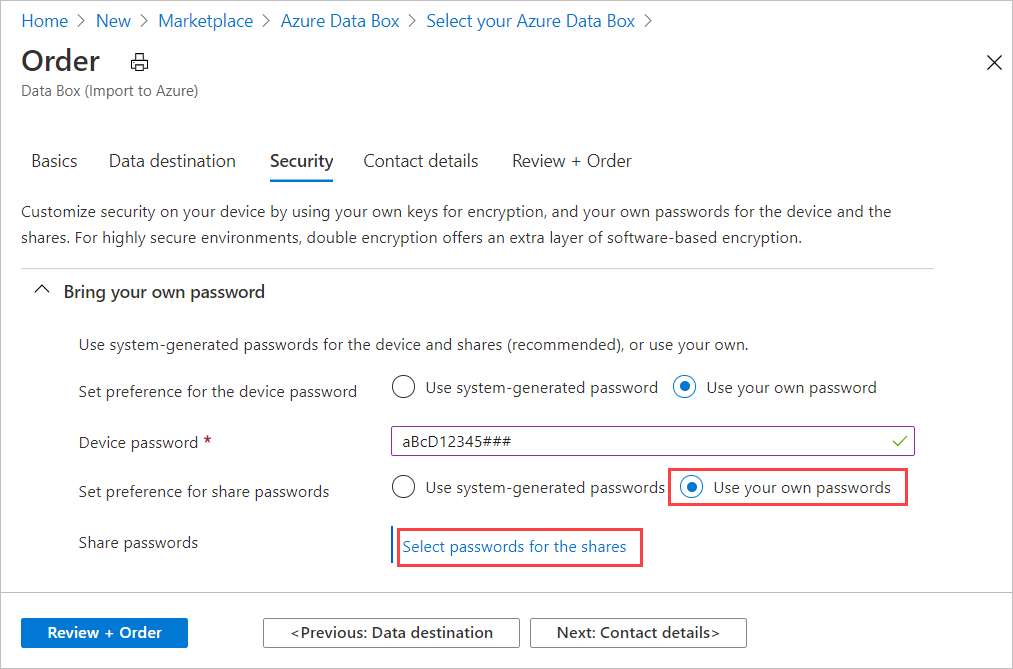 Home > New > Marketplace > Azure Data Box > Select your Azure Data Box >
Order
Data Box (Import to Azure)
Basics Data destination Security Contact details Review + Order
Customize security on your device by using your own keys for encryption, and your own passwords for the device and the
shares. For highly secure environments, double encryption offers an extra layer of software-based encryption.
Bring your own password
Use system-generated passwords for the device and shares (recommended), or use your own.
Set preference for the device password Use system-generated password Use your own password
Device password * aBcD12345###
Set preference for share passwords Use system-generated passwords Use your own passwords
Share passwords Select passwords for the shares
Review + Order <Previous: Data destination Next: Contact details>